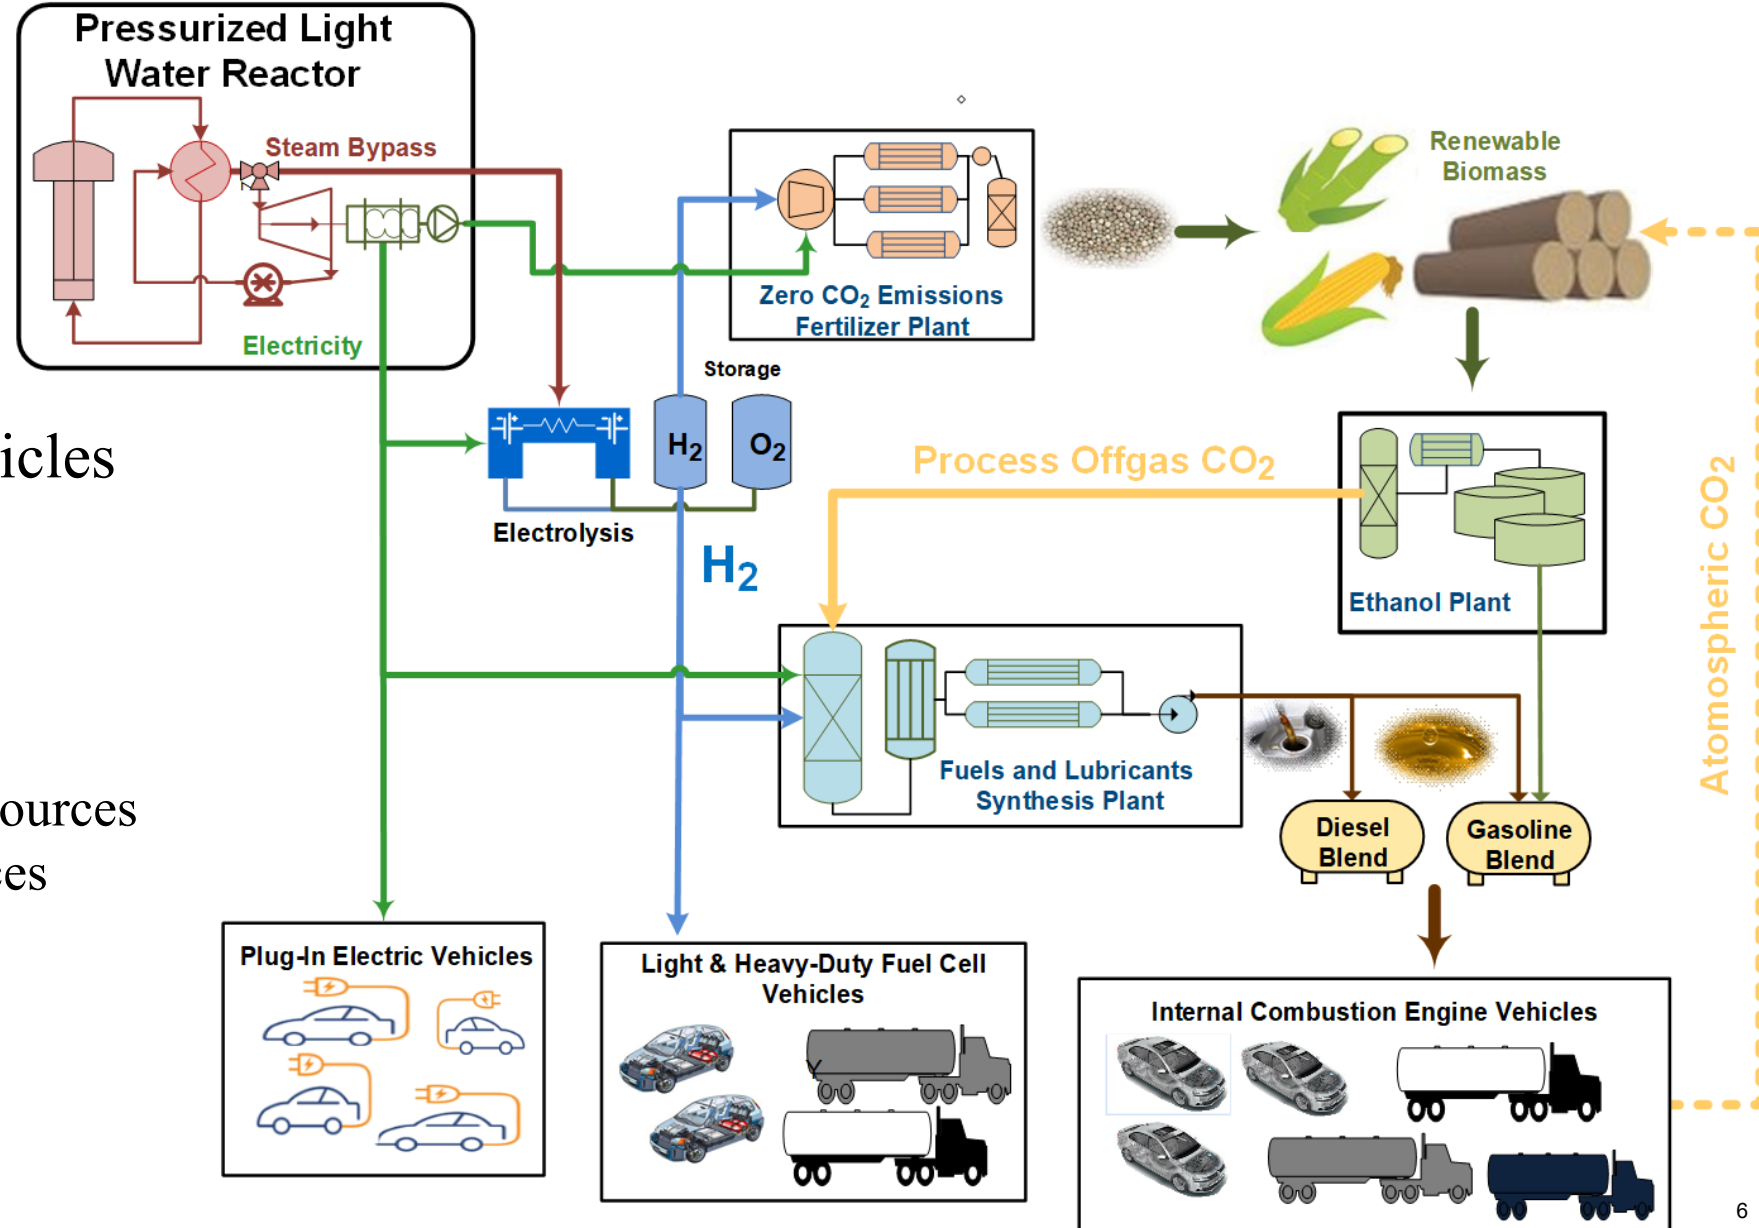 Pressurized Light
Water Reactor
Steam Bypass
Electricity
Zero CO2 Emissions
Fertilizer Plant
Renewable
Biomass
Storage
H2
O2
icles
Electrolysis
H2
Process Offgas CO2
Ethanol Plant
Atomospheric CO2
Fuels and Lubricants
Synthesis Plant
Diesel
Blend
Gasoline
Blend
ources
ces
Plug-In Electric Vehicles
Light & Heavy-Duty Fuel Cell
Vehicles
Y
Internal Combustion Engine Vehicles
6